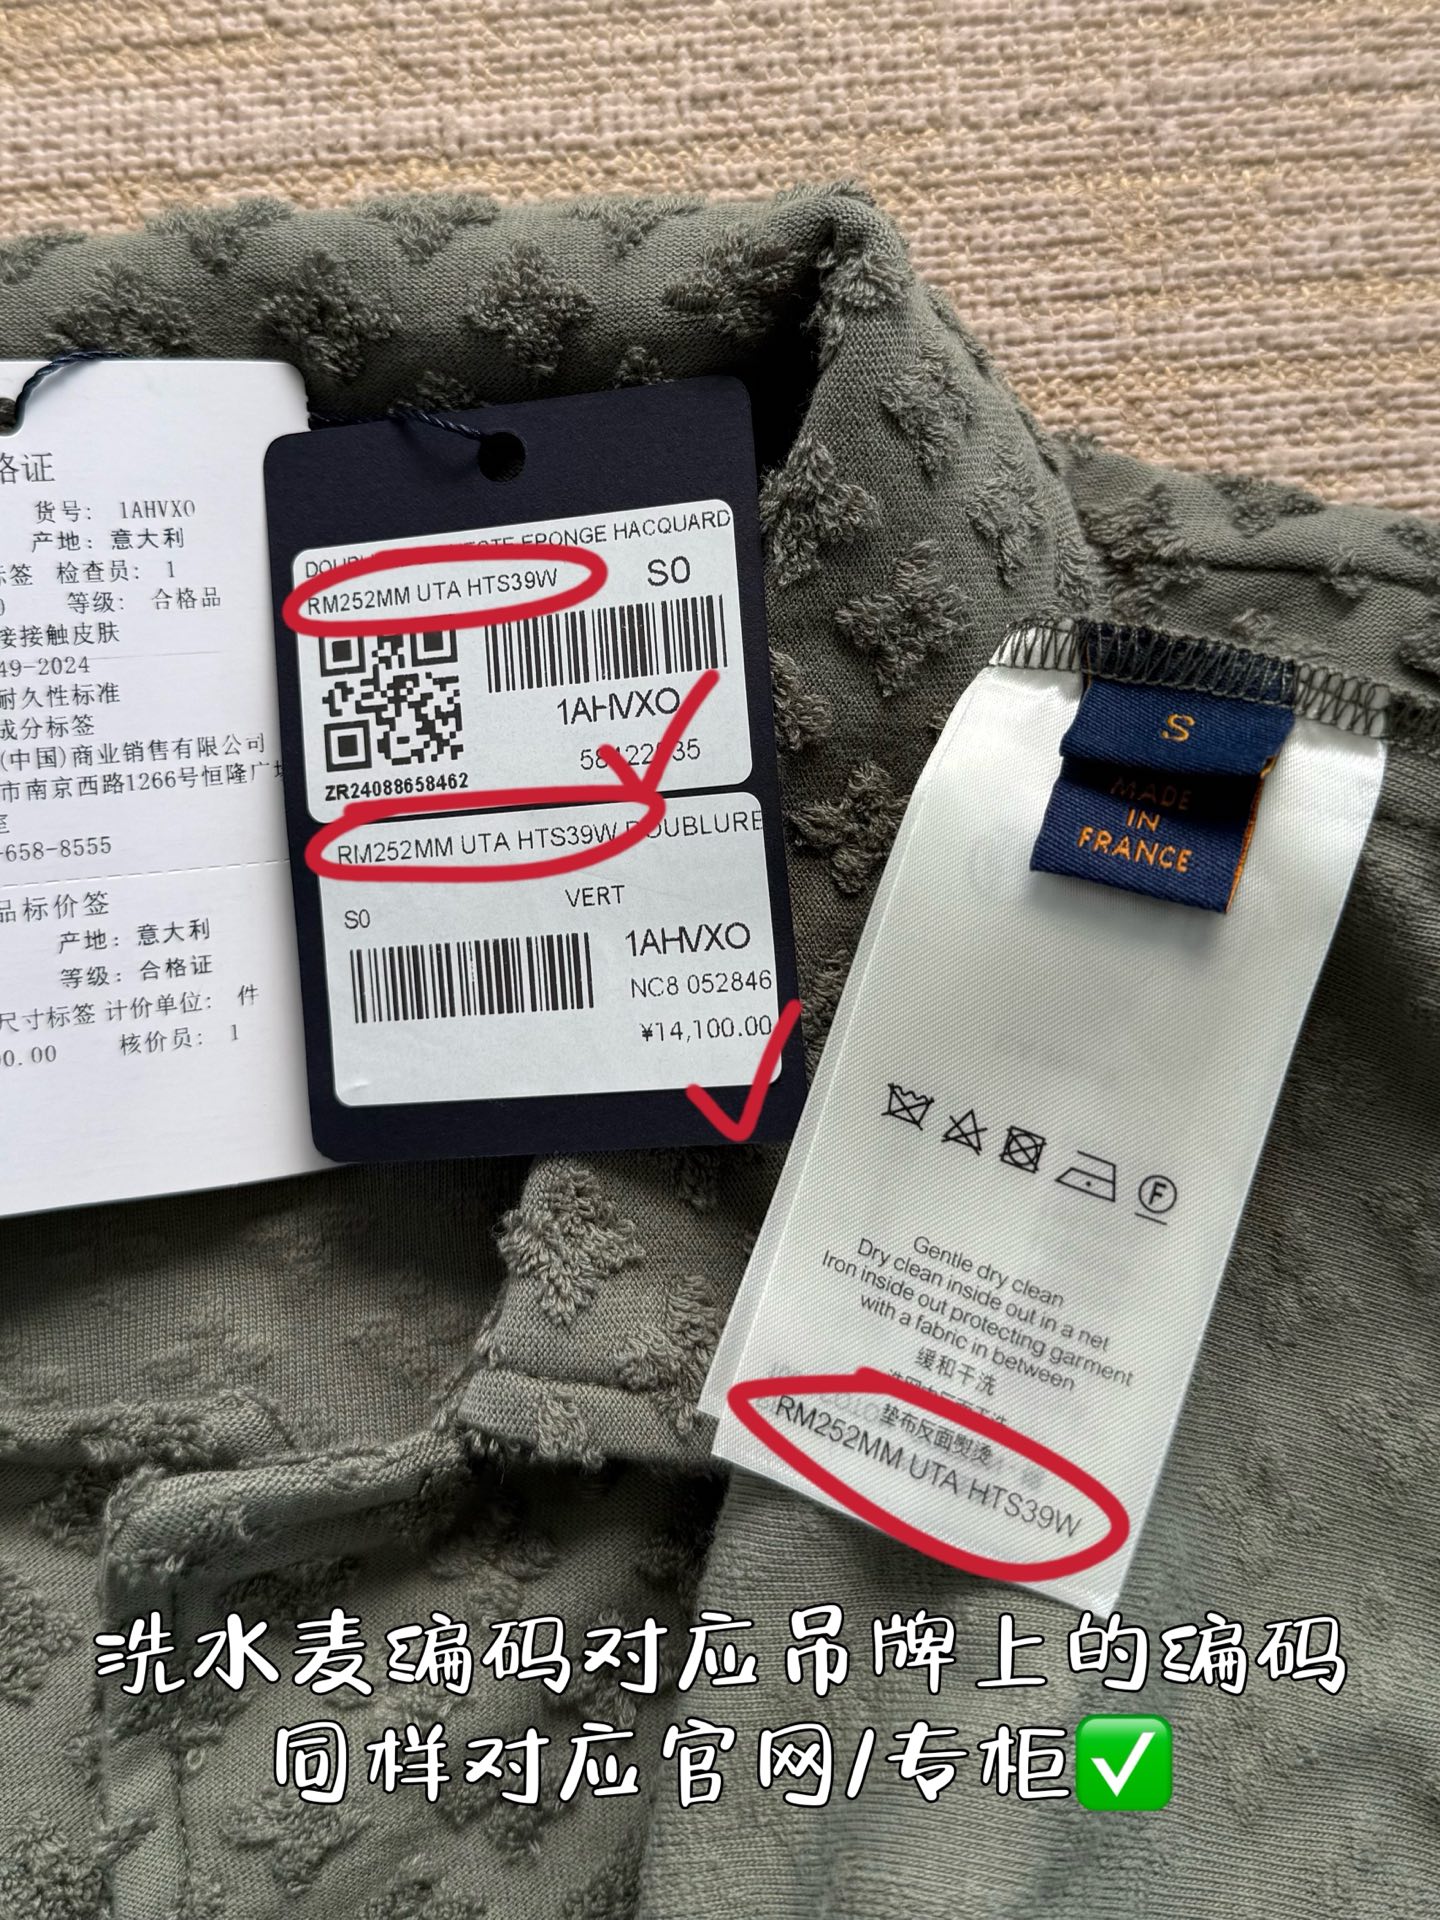 格证
货号: 1AHVXO
产地: 意大利
标签 检查员: 1
等级: 合格品
接接触皮肤
49-2024
耐久性标准
成分标签
(中国)商业销售有限公司
市南京西路1266号恒隆广场
室
-658-8555
品标价签
产地: 意大利
等级: 合格证
尺寸标签 计价单位: 件
00.00 核价员: 1
EPONGE HACQUARD
RM252MM UTA HTS39W
S0
1AHVXO
ZR24088658462
RM252MM UTA HTS39W DOUBLURE
VERT
S0
1AHVXO
NC8 052846
¥14,100.00
S
MADE
IN
FRANCE
F
Gentle dry clean
Dry clean inside out in a net
Iron inside out protecting garment
with a fabric in between
缓和干洗
垫布反面熨烫
RM252MM UTA HTS39W
洗水麦编码对应吊牌上的编码
同样对应官网/专柜✅